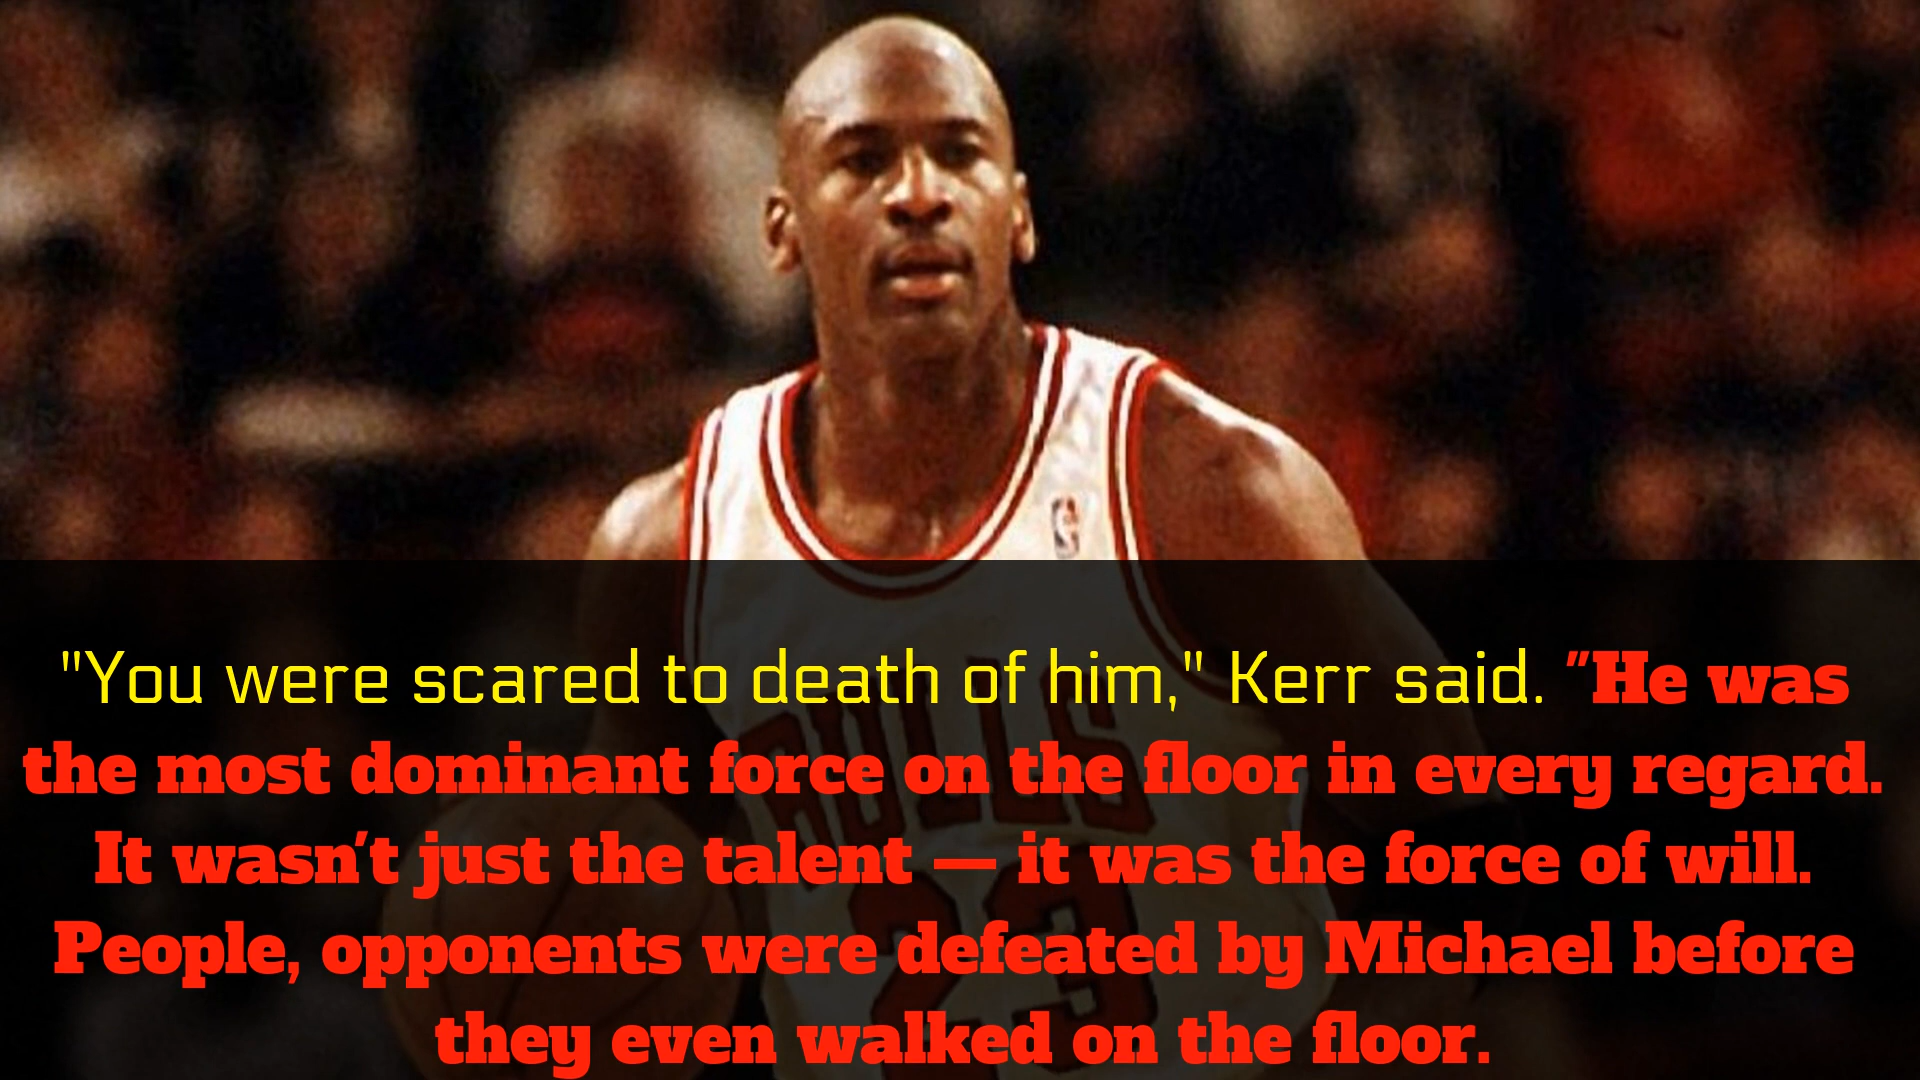 "You were scared to death of him," Kerr said. "He was
the most dominant force on the floor in every regard.
It wasn't just the talent — it was the force of will.
People, opponents were defeated by Michael before
they even walked on the floor.
BULLS
23